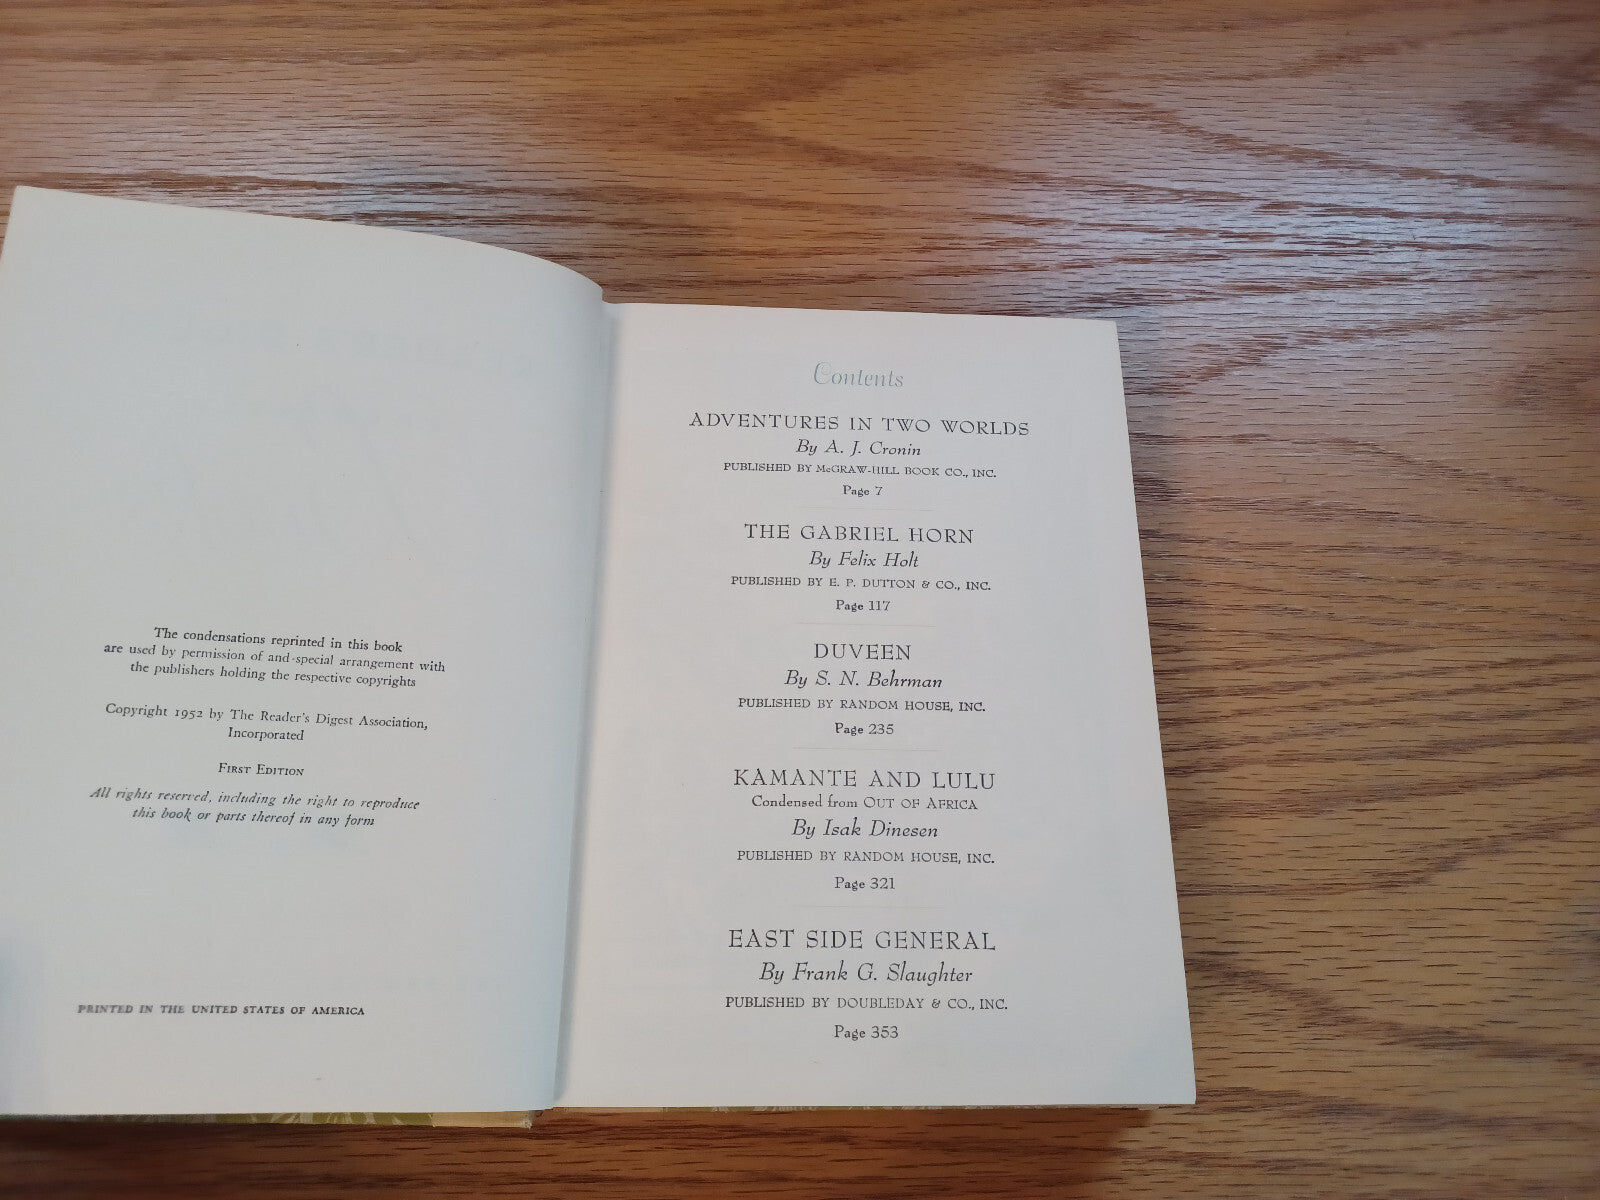 The condensations reprinted in this book
are used by permission of and special arrangement with
the publishers holding the respective copyrights
Copyright 1952 by The Reader's Digest Association,
Incorporated
First Edition
All rights reserved, including the right to reproduce
this book or parts thereof in any form
PRINTED IN THE UNITED STATES OF AMERICA
Contents
ADVENTURES IN TWO WORLDS
By A. J. Cronin
PUBLISHED BY McGRAW-HILL BOOK CO., INC.
Page 7
THE GABRIEL HORN
By Felix Holt
PUBLISHED BY E. P. DUTTON & CO., INC.
Page 117
DUVEEN
By S. N. Behrman
PUBLISHED BY RANDOM HOUSE, INC.
Page 235
KAMANTE AND LULU
Condensed from OUT OF AFRICA
By Isak Dinesen
PUBLISHED BY RANDOM HOUSE, INC.
Page 321
EAST SIDE GENERAL
By Frank G. Slaughter
PUBLISHED BY DOUBLEDAY & CO., INC.
Page 353